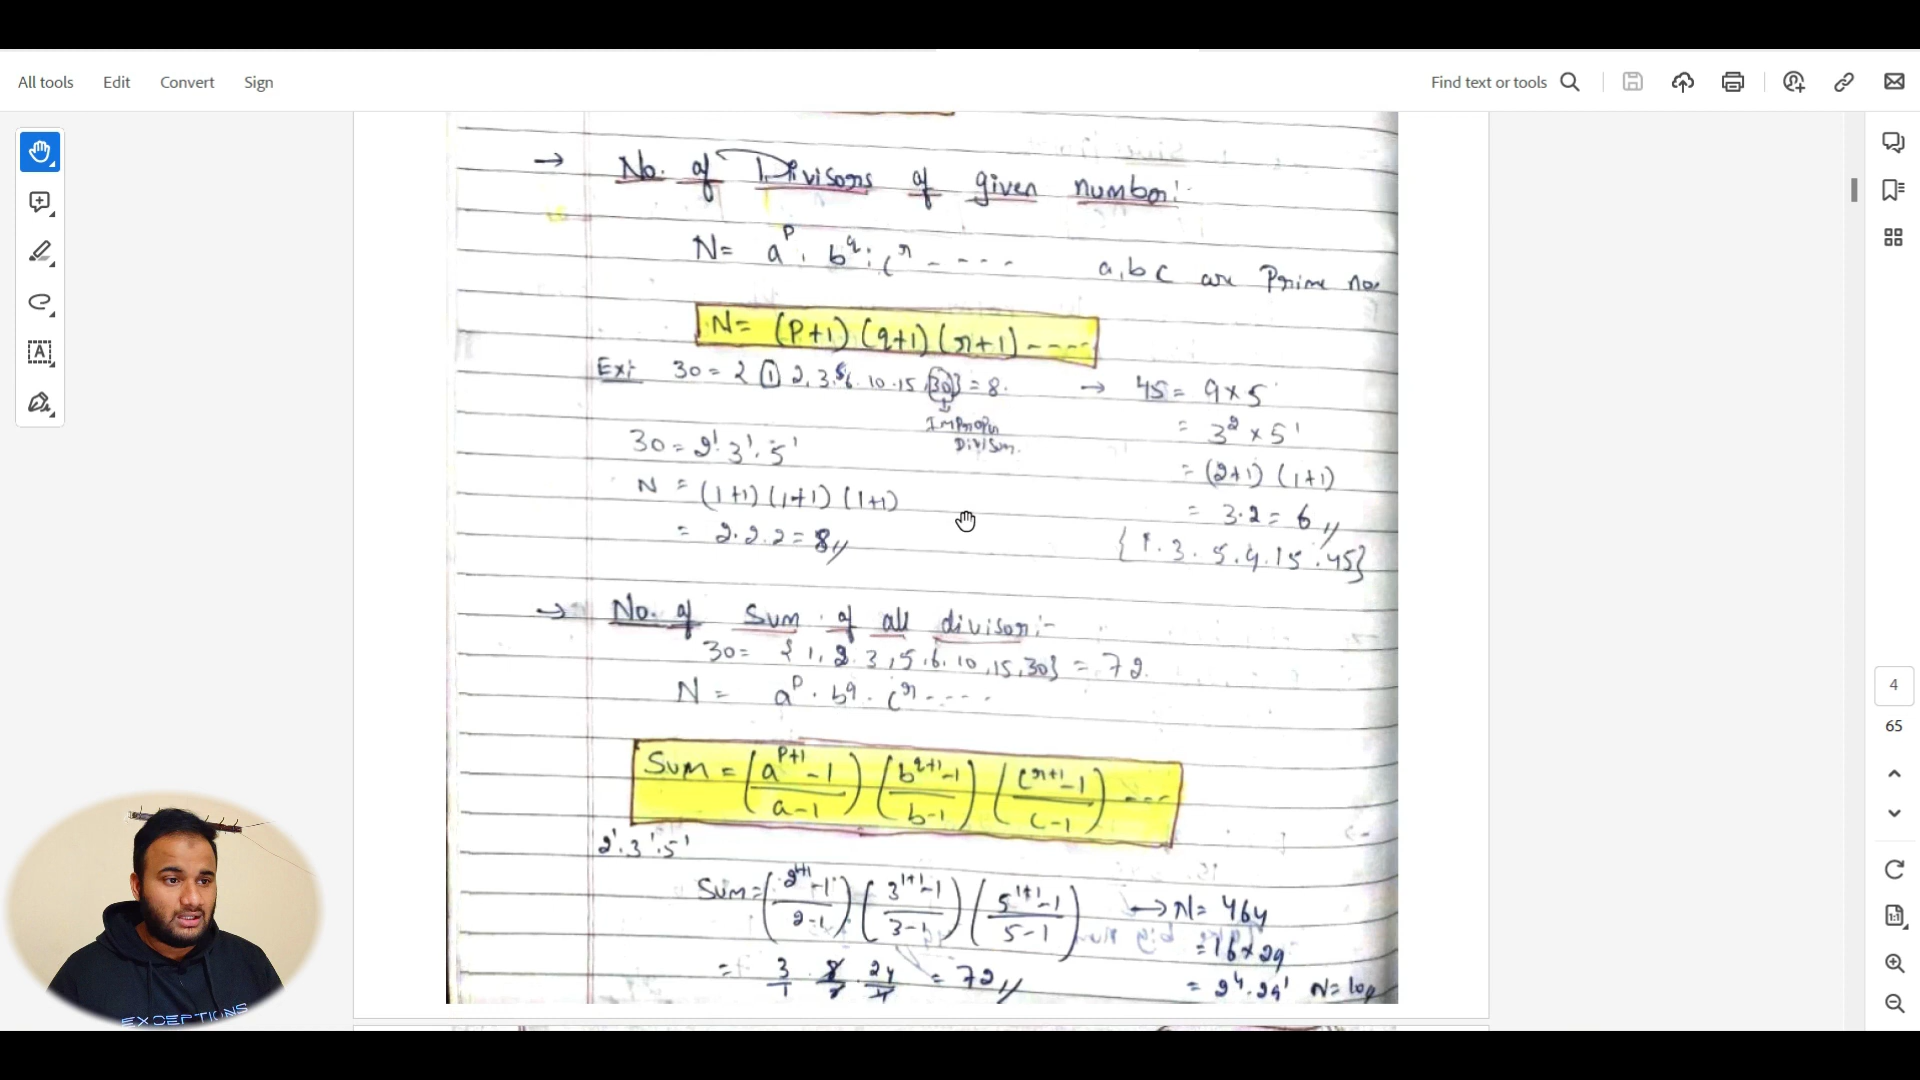 All tools Edit Convert Sign Find text or tools
→ No. of Divisors of given number:-
N= a^p . b^q . c^r - - - - a, b c are Prime no
N= (P+1) (q+1) (r+1) - - - -
Ex: 30 = { 1, 2, 3, 5, 6, 10, 15, 30} = 8. → 45 = 9 x 5
= 3^2 x 5^1
30 = 2^1. 3^1. 5^1
= (2+1) (1+1)
N = (1+1) (1+1) (1+1)
= 3.2 = 6 //
= 2.2.2 = 8 //
{ 1. 3. 5. 9. 15. 45}
→ No. of Sum of all divisor:-
30 = { 1, 2. 3, 5. 6. 10, 15, 30} = 72.
N = a^p . b^q . c^r - - - -
Sum = (a^p+1 - 1 / a-1) (b^q+1 - 1 / b-1) (c^r+1 - 1 / c-1) - - -
2^1. 3^1. 5^1
Sum = (2^1+1 - 1 / 2-1) (3^1+1 - 1 / 3-1) (5^1+1 - 1 / 5-1) → N = 464
= 16 x 29
= 3/1 . 8/2 . 24/4 = 72 // = 2^4. 29^1
4
65
EXCEPTIONS